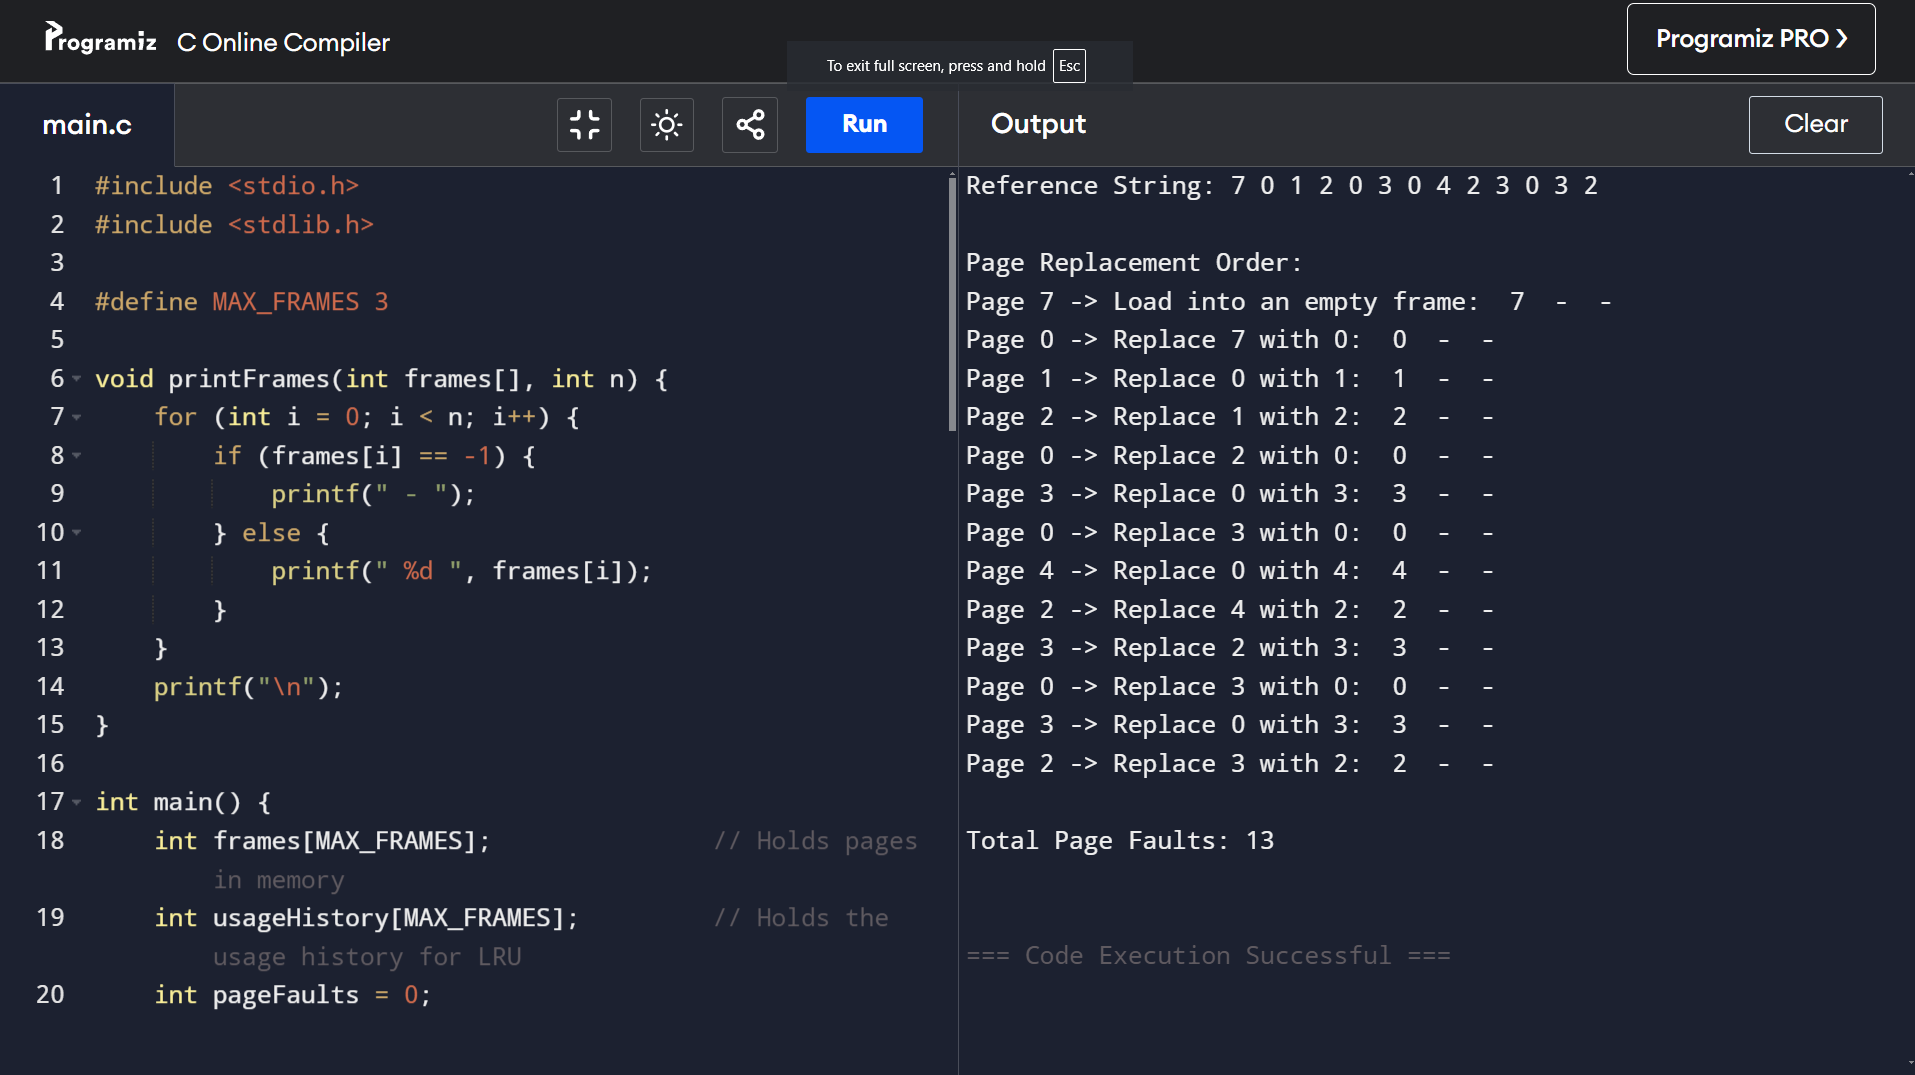 Programiz C Online Compiler
Programiz PRO ❯
To exit full screen, press and hold Esc
main.c
Run
Output
Clear
1 #include <stdio.h>
2 #include <stdlib.h>
3
4 #define MAX_FRAMES 3
5
6 void printFrames(int frames[], int n) {
7     for (int i = 0; i < n; i++) {
8         if (frames[i] == -1) {
9             printf(" - ");
10         } else {
11             printf(" %d ", frames[i]);
12         }
13     }
14     printf("\n");
15 }
16
17 int main() {
18     int frames[MAX_FRAMES];               // Holds pages
in memory
19     int usageHistory[MAX_FRAMES];         // Holds the
usage history for LRU
20     int pageFaults = 0;
Reference String: 7 0 1 2 0 3 0 4 2 3 0 3 2
Page Replacement Order:
Page 7 -> Load into an empty frame:  7  -  -
Page 0 -> Replace 7 with 0:  0  -  -
Page 1 -> Replace 0 with 1:  1  -  -
Page 2 -> Replace 1 with 2:  2  -  -
Page 0 -> Replace 2 with 0:  0  -  -
Page 3 -> Replace 0 with 3:  3  -  -
Page 0 -> Replace 3 with 0:  0  -  -
Page 4 -> Replace 0 with 4:  4  -  -
Page 2 -> Replace 4 with 2:  2  -  -
Page 3 -> Replace 2 with 3:  3  -  -
Page 0 -> Replace 3 with 0:  0  -  -
Page 3 -> Replace 0 with 3:  3  -  -
Page 2 -> Replace 3 with 2:  2  -  -
Total Page Faults: 13
=== Code Execution Successful ===